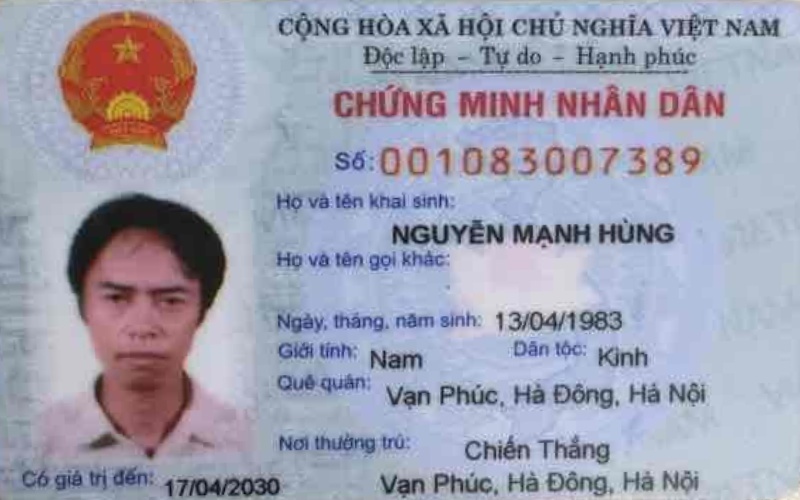 CỘNG HÒA XÃ HỘI CHỦ NGHĨA VIỆT NAM
Độc lập - Tự do - Hạnh phúc
CHỨNG MINH NHÂN DÂN
Số: 001083007389
Họ và tên khai sinh:
NGUYỄN MẠNH HÙNG
Họ và tên gọi khác:
Ngày, tháng, năm sinh: 13/04/1983
Giới tính: Nam Dân tộc: Kinh
Quê quán: Vạn Phúc, Hà Đông, Hà Nội
Nơi thường trú: Chiến Thắng
Vạn Phúc, Hà Đông, Hà Nội
Có giá trị đến: 17/04/2030